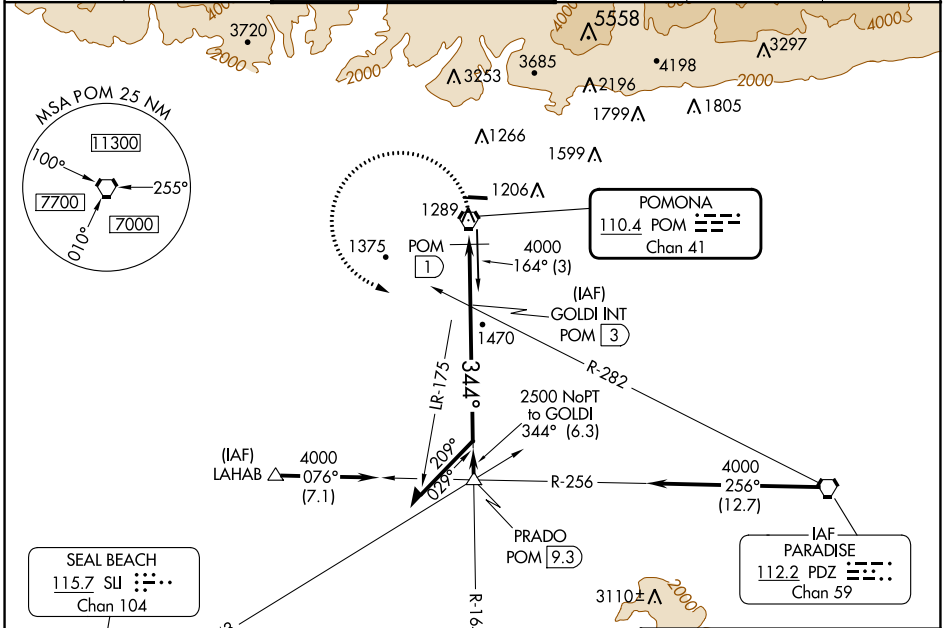 4000
5558
4000
3720
2000
3253
3685
4198
3297
2000
2000
2196
1799
1805
MSA POM 25 NM
11300
100°
255°
7700
7000
010°
1266
1599
1206
1289
POMONA
110.4 POM
Chan 41
1375
POM
1
4000
164° (3)
(IAF)
GOLDI INT
POM 3
1470
R-282
LR-175
344°
2500 NoPT
to GOLDI
344° (6.3)
(IAF)
LAHAB
4000
076°
(7.1)
209°
029°
R-256
4000
256°
(12.7)
PRADO
POM 9.3
IAF
PARADISE
112.2 PDZ
Chan 59
SEAL BEACH
115.7 SLI
Chan 104
R-16
3110±
2000